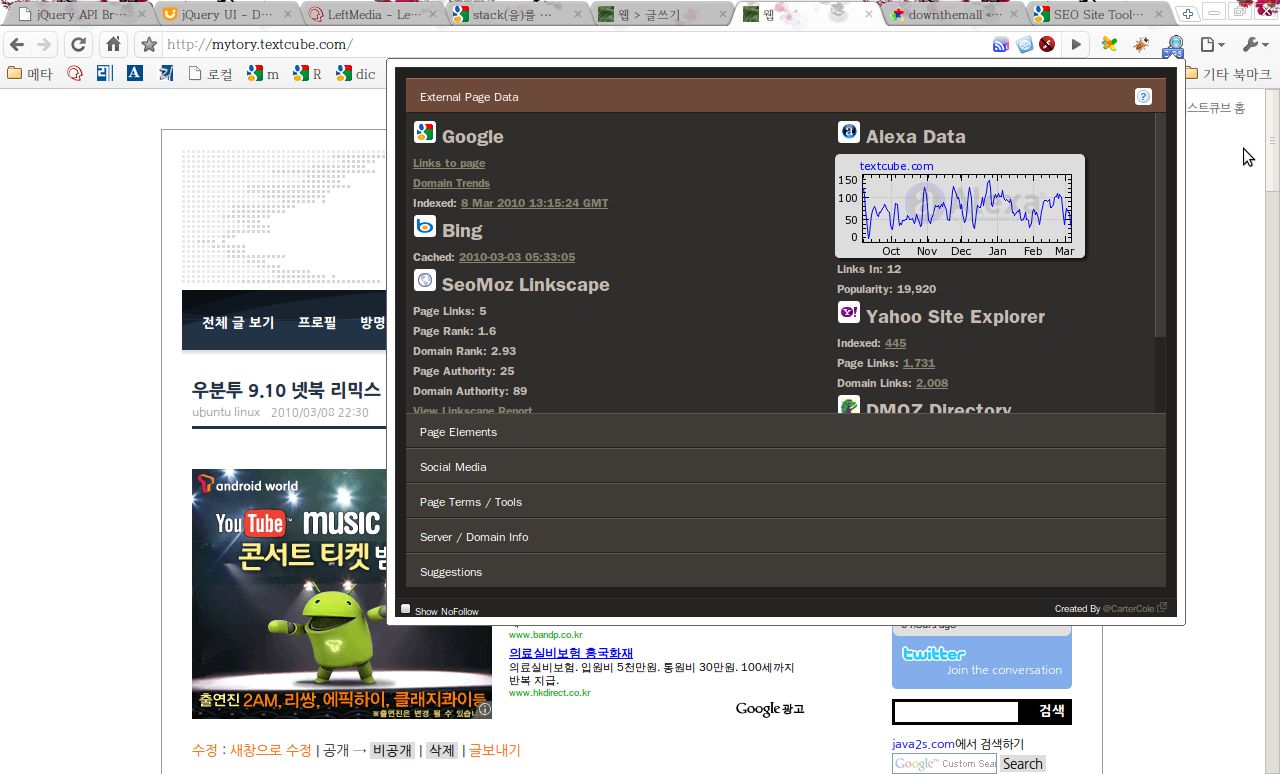 jQuery API Br...
jQuery UI - D...
LeftMedia - Le...
stack(을)를 ...
웹 > 글쓰기
웹
downthemall «...
SEO Site Tool...
http://mytory.textcube.com/
메타
로컬
m
R
dic
기타 북마크
External Page Data
스트큐브 홈
Google
Links to page
Domain Trends
Indexed: 8 Mar 2010 13:15:24 GMT
Bing
Cached: 2010-03-03 05:33:05
SeoMoz Linkscape
Page Links: 5
Page Rank: 1.6
Domain Rank: 2.93
Page Authority: 25
Domain Authority: 89
View Linkscape Report
Alexa Data
textcube.com
Alexa
150
100
50
0
Oct Nov Dec Jan Feb Mar
Links In: 12
Popularity: 19,920
Yahoo Site Explorer
Indexed: 445
Page Links: 1,731
Domain Links: 2,008
DMOZ Directory
Page Elements
Social Media
Page Terms / Tools
Server / Domain Info
Suggestions
Show NoFollow
Created By @CarterCole
전체 글 보기 프로필 방명
우분투 9.10 넷북 리믹스
ubuntu linux 2010/03/08 22:30
android world
YouTube MUSIC
콘서트 티켓
출연진 2AM, 리쌍, 에픽하이, 클래지콰이등
※출연진은 변경 될 수 있습니
www.bandp.co.kr
의료실비보험 흥국화재
의료실비보험. 입원비 5천만원. 통원비 30만원. 100세까지
반복 지급.
www.hkdirect.co.kr
Google 광고
hours ago
twitter
Join the conversation
검색
java2s.com에서 검색하기
Google™ Custom Sear
Search
수정 : 새창으로 수정 | 공개 → 비공개 | 삭제 | 글보내기